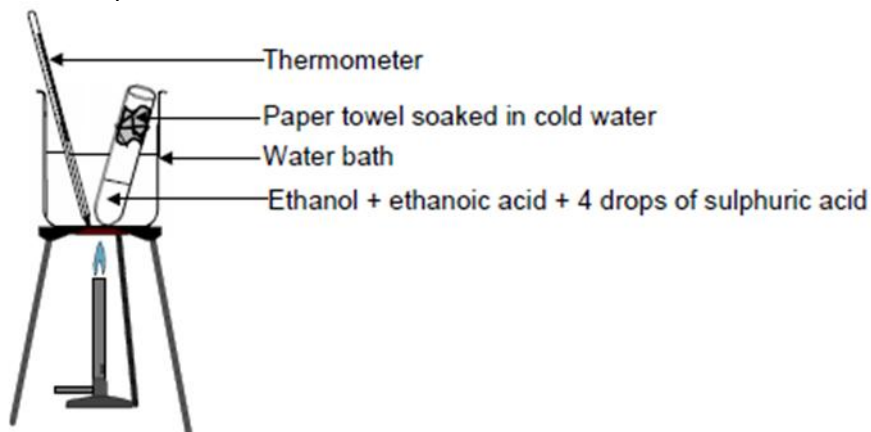 Thermometer
Paper towel soaked in cold water
Water bath
Ethanol + ethanoic acid + 4 drops of sulphuric acid